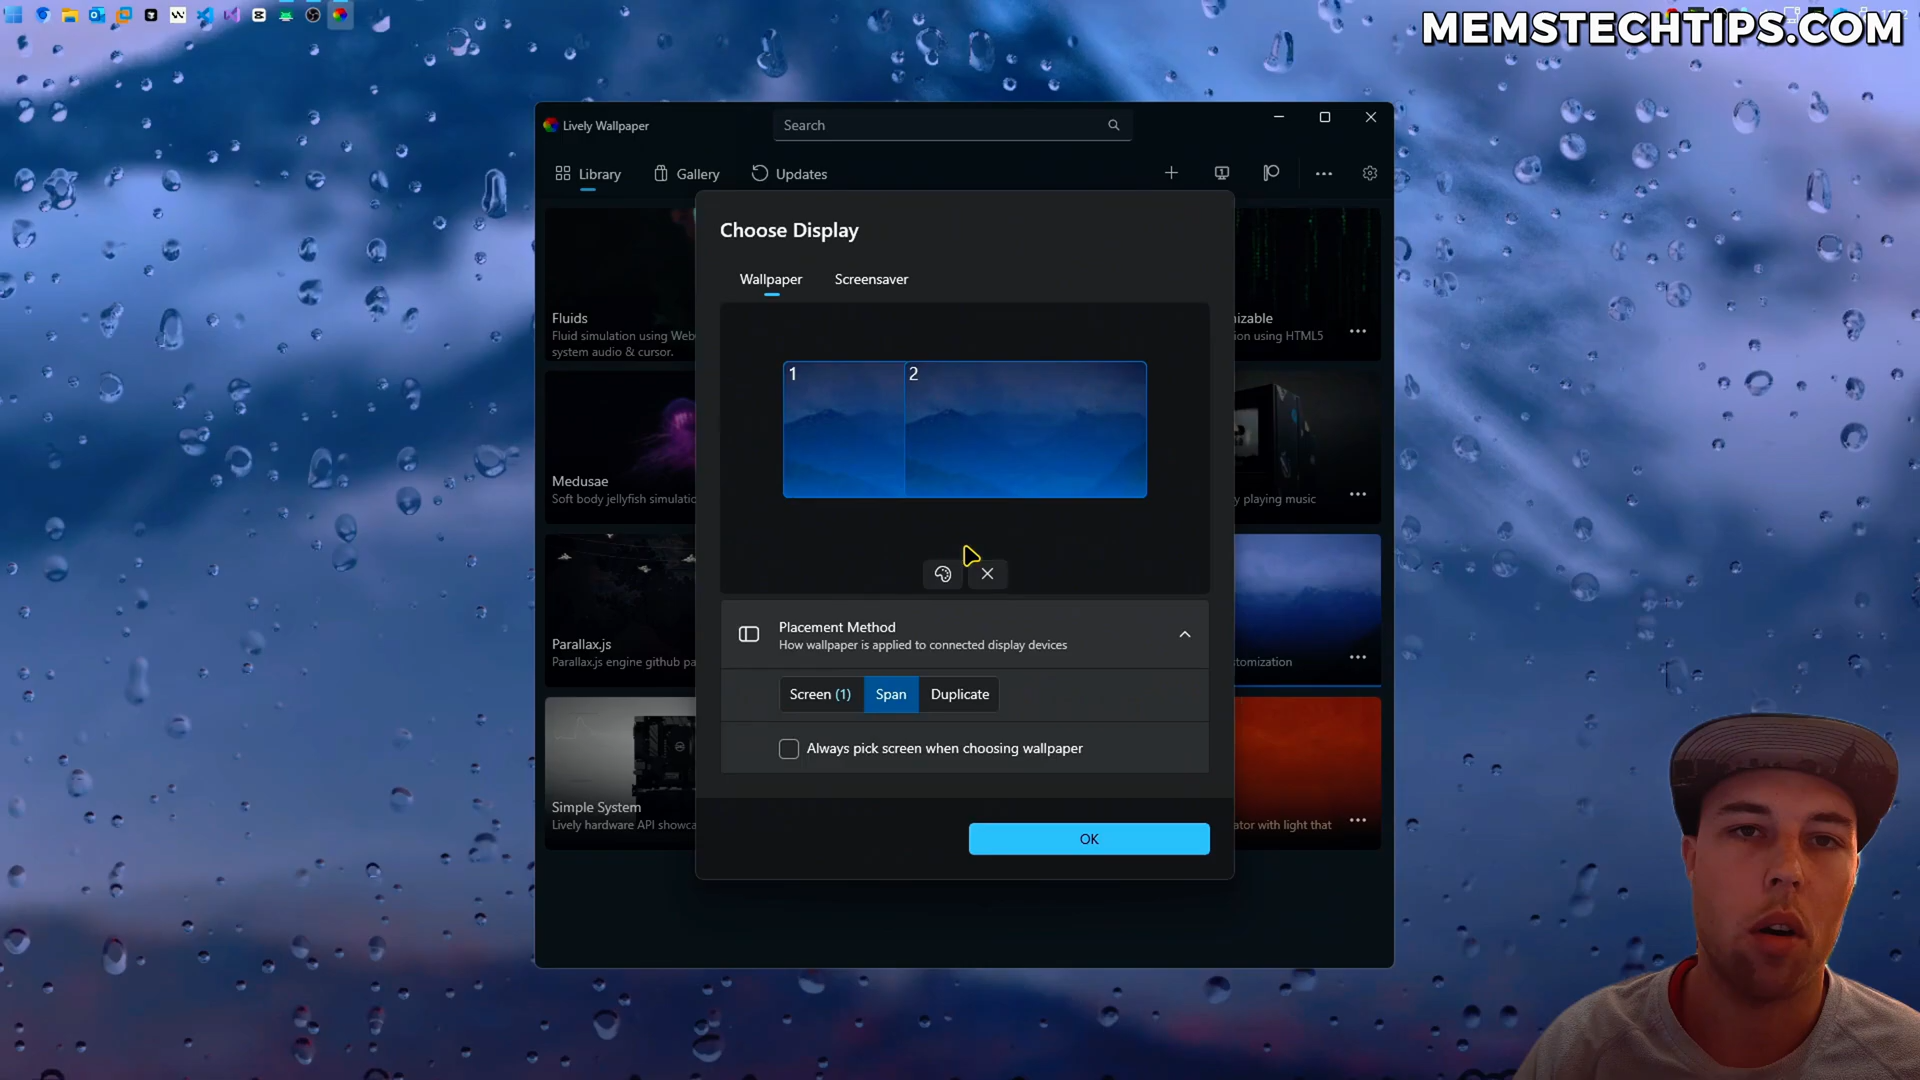 MEMSTECHTIPS.COM
Lively Wallpaper
Search
Library
Gallery
Updates
Choose Display
Wallpaper
Screensaver
1
2
Fluids
Fluid simulation using Web
system audio & cursor.
nizable
ion using HTML5
Medusae
Soft body jellyfish simulatio
y playing music
Placement Method
How wallpaper is applied to connected display devices
Parallax.js
Parallax.js engine github pa
tomization
Screen (1)
Span
Duplicate
Always pick screen when choosing wallpaper
Simple System
Lively hardware API showca
ator with light that
OK